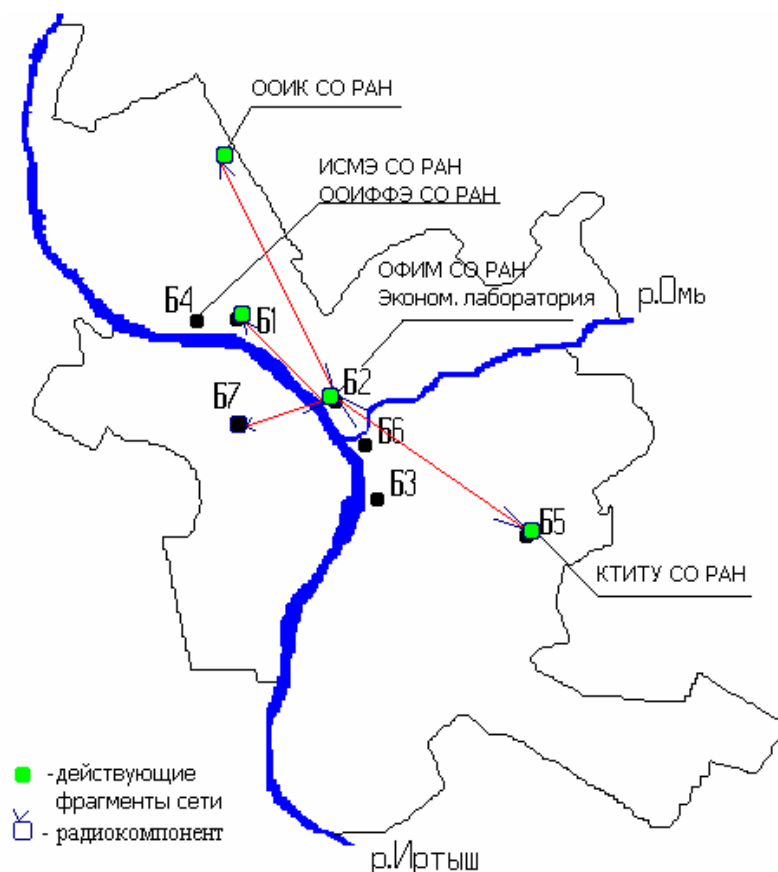 ООИК СО РАН
ИСМЭ СО РАН
ООИФФЭ СО РАН
ОФИМ СО РАН
Эконом. лаборатория
р.Омь
Б4
Б1
Б2
Б7
Б6
Б3
Б5
КТИТУ СО РАН
-действующие
фрагменты сети
- радиокомпонент
р.Иртыш